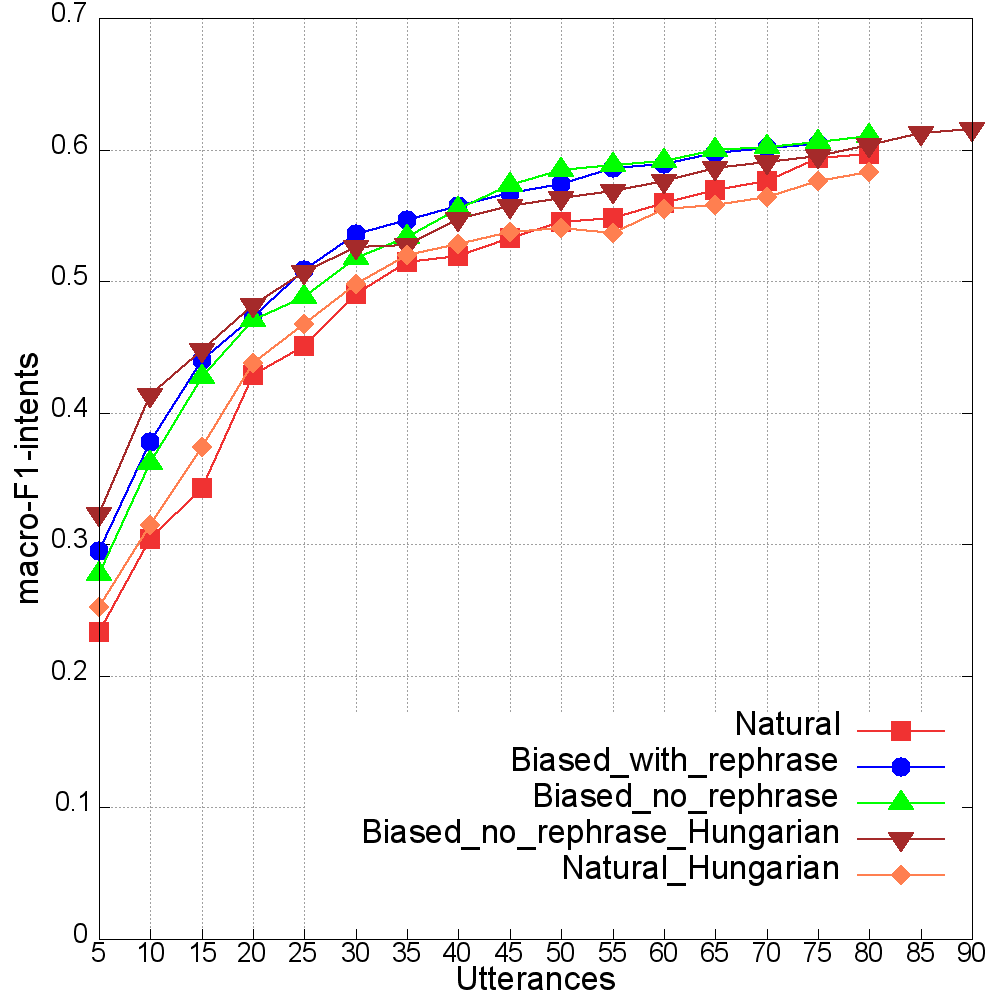 0.7
0.6
0.5
0.4
0.3
0.2
0.1
0
macro-F1-intents
Natural
Biased_with_rephrase
Biased_no_rephrase
Biased_no_rephrase_Hungarian
Natural_Hungarian
5 10 15 20 25 30 35 40 45 50 55 60 65 70 75 80 85 90
Utterances